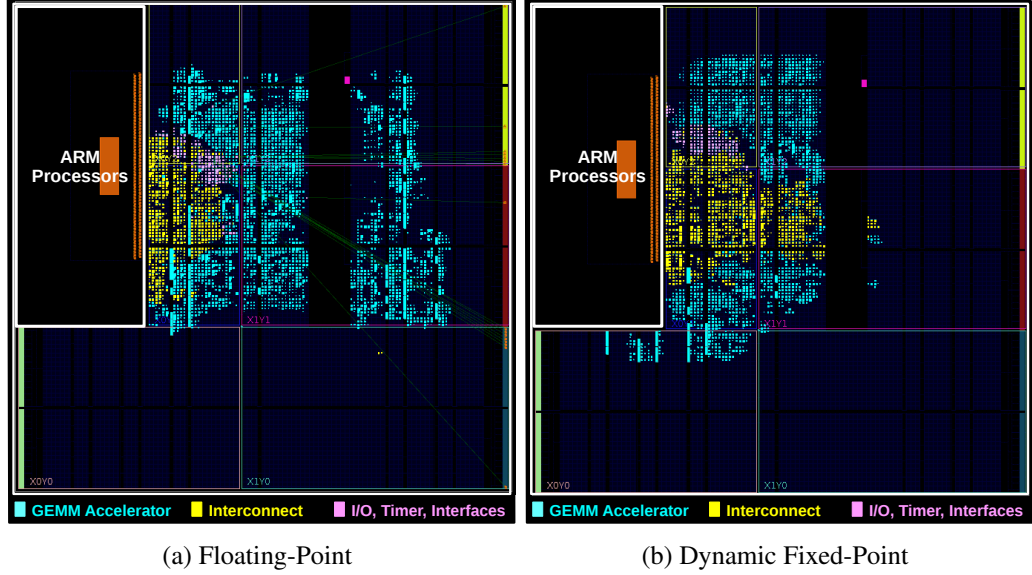 ARM
Processors
X1Y1
X0Y0
X1Y0
GEMM Accelerator
Interconnect
I/O, Timer, Interfaces
(a) Floating-Point
ARM
Processors
X1Y1
X0Y0
X1Y0
GEMM Accelerator
Interconnect
I/O, Timer, Interfaces
(b) Dynamic Fixed-Point